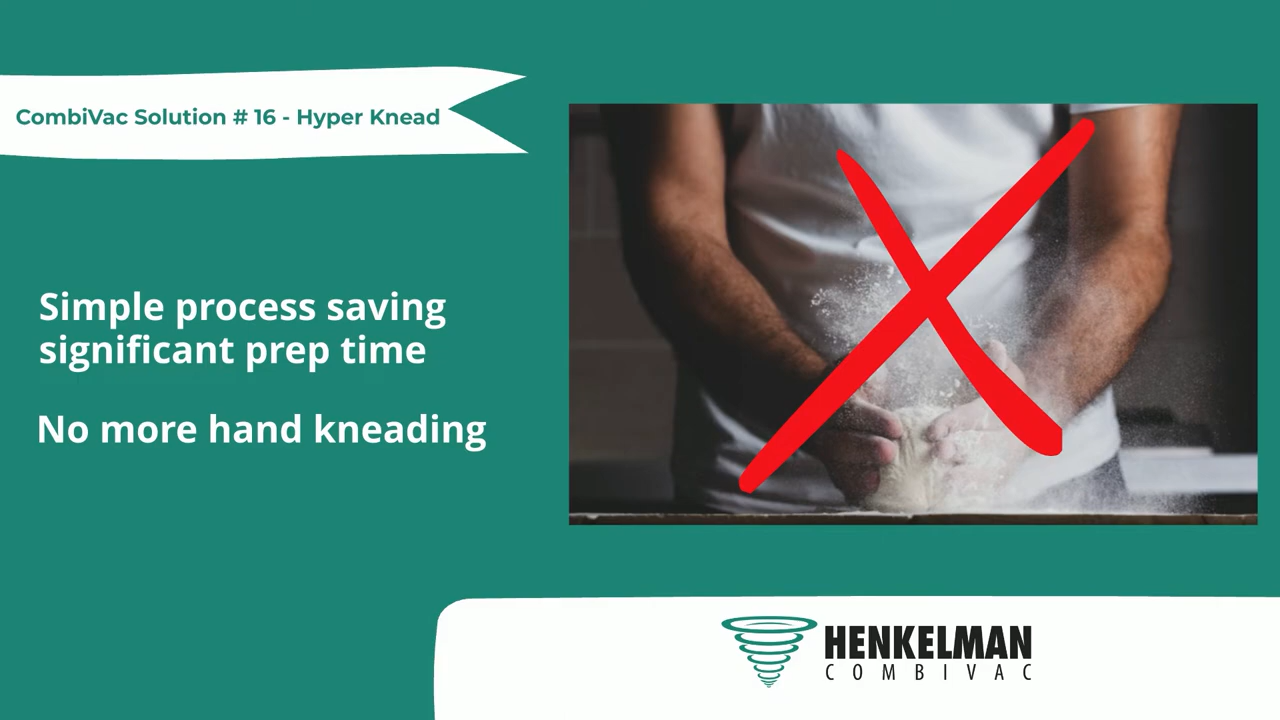 CombiVac Solution # 16 - Hyper Knead
Simple process saving
significant prep time
No more hand kneading
HENKELMAN
COMBIVAC